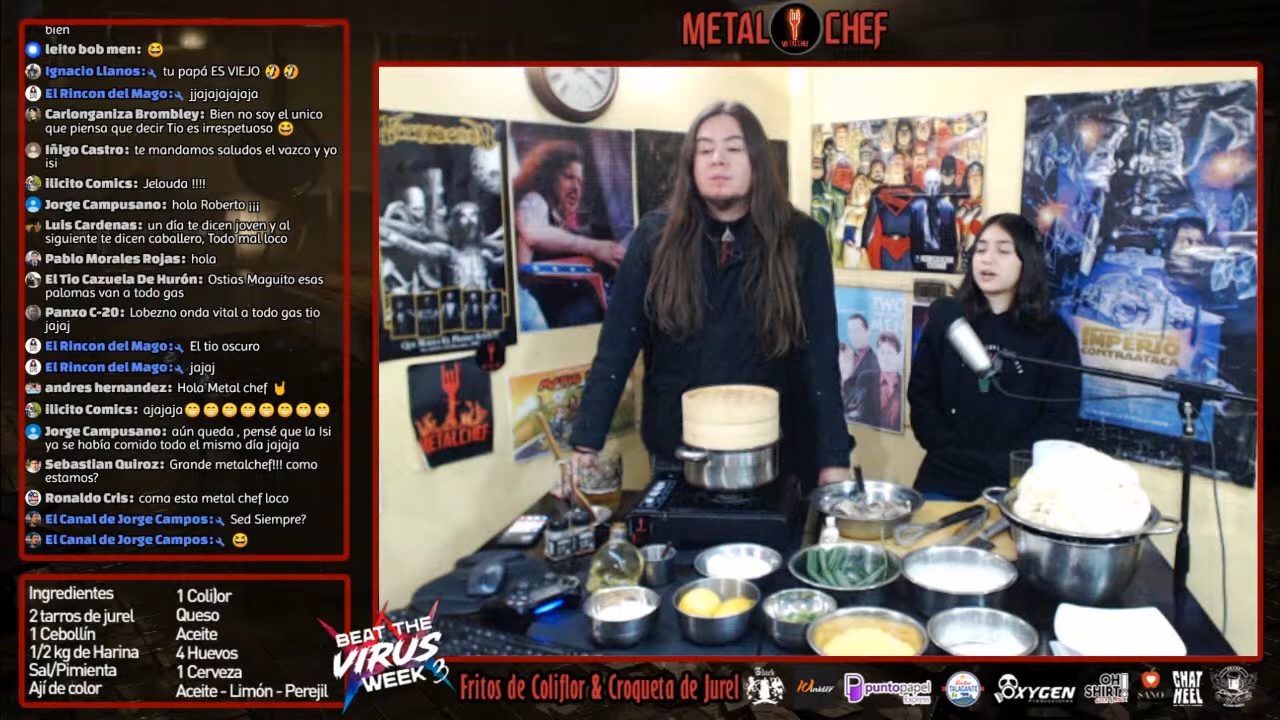 METAL CHEF
METALCHEF
bien
leito bob men: 😆
Ignacio Llanos: tu papá ES VIEJO 🤣 🤣
El Rincon del Mago: jjajajajajaja
Carlonganiza Brombley: Bien no soy el unico
que piensa que decir Tio es irrespetuoso 😆
Iñigo Castro: te mandamos saludos el vazco y yo
isi
ilicito Comics: Jelouda !!!!
Jorge Campusano: hola Roberto ¡¡¡
Luis Cardenas: un día te dicen joven y al
siguiente te dicen caballero, Todo mal loco
Pablo Morales Rojas: hola
El Tio Cazuela De Hurón: Ostias Maguito esas
palomas van a todo gas
Panxo C-20: Lobezno onda vital a todo gas tio
jajaj
El Rincon del Mago: El tio oscuro
El Rincon del Mago: jajaj
andres hernandez: Hola Metal chef 🤘
ilicito Comics: ajajaja😁😁😁😁😁😁😁
Jorge Campusano: aún queda , pensé que la Isi
ya se había comido todo el mismo día jajaja
Sebastian Quiroz: Grande metalchef!!! como
estamos?
Ronaldo Cris: coma esta metal chef loco
El Canal de Jorge Campos: Sed Siempre?
El Canal de Jorge Campos: 😆
METALCHEF
TWO
IMPERIO
CONTRAATACA
Ingredientes
2 tarros de jurel
1 Cebollín
1/2 kg de Harina
Sal/Pimienta
Ají de color
1 Coliflor
Queso
Aceite
4 Huevos
1 Cerveza
Aceite - Limón - Perejil
BEAT THE
VIRUS
WEEK 3
Fritos de Coliflor & Croqueta de Jurel
Winkler
puntopapel
Express
TALAGANTE
OXYGEN
PRODUCCIONES
OH
SHIRT!
SANO
CHAT
NEEL